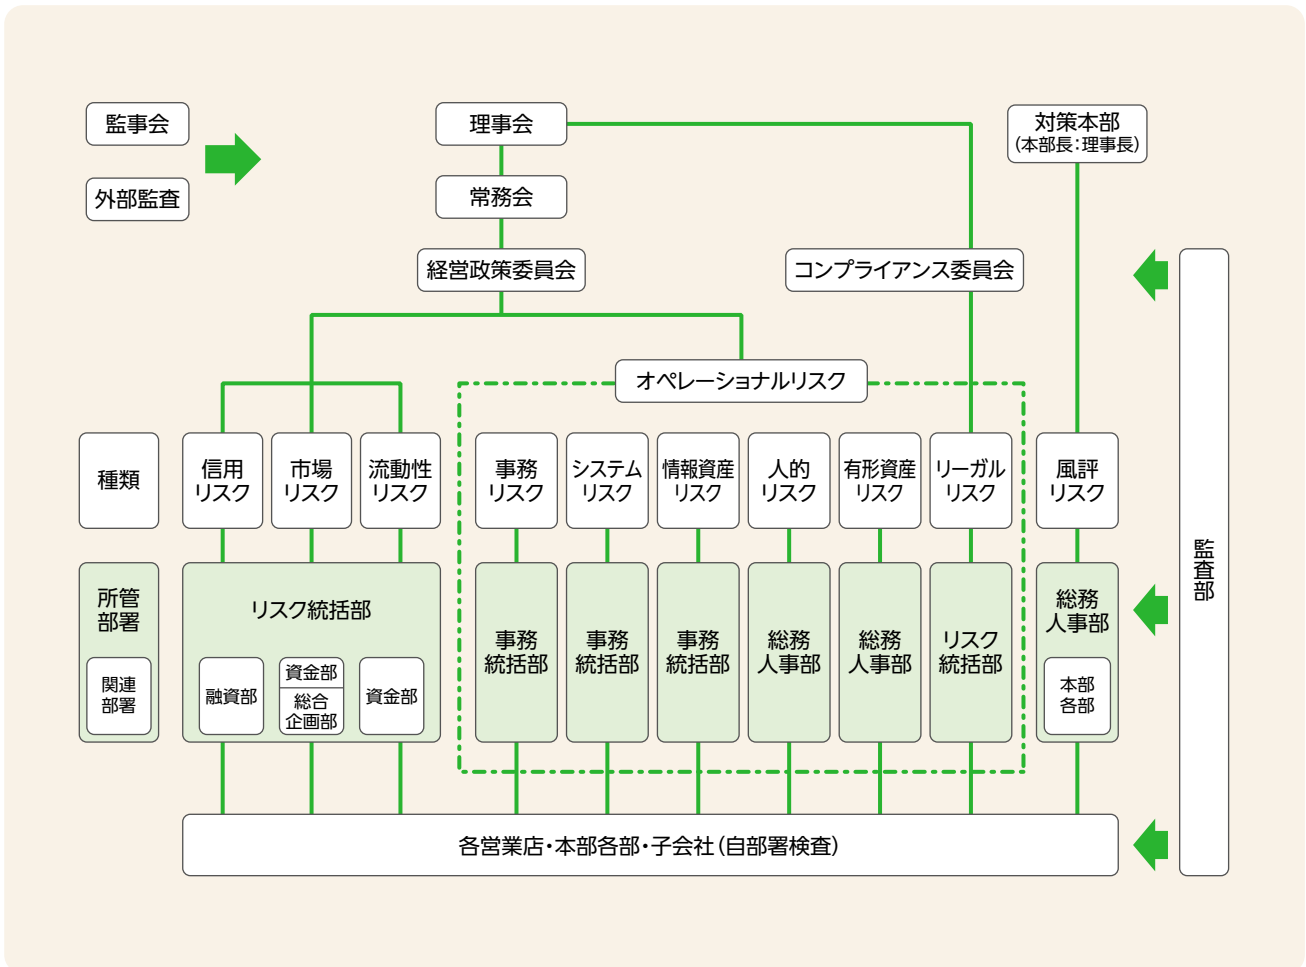 監事会
外部監査
理事会
常務会
経営政策委員会
コンプライアンス委員会
対策本部
(本部長:理事長)
オペレーショナルリスク
種類
信用
リスク
市場
リスク
流動性
リスク
事務
リスク
システム
リスク
情報資産
リスク
人的
リスク
有形資産
リスク
リーガル
リスク
風評
リスク
所管
部署
関連
部署
リスク統括部
融資部
資金部
総合
企画部
資金部
事務
統括部
事務
統括部
事務
統括部
総務
人事部
総務
人事部
リスク
統括部
総務
人事部
本部
各部
監査部
各営業店・本部各部・子会社(自部署検査)